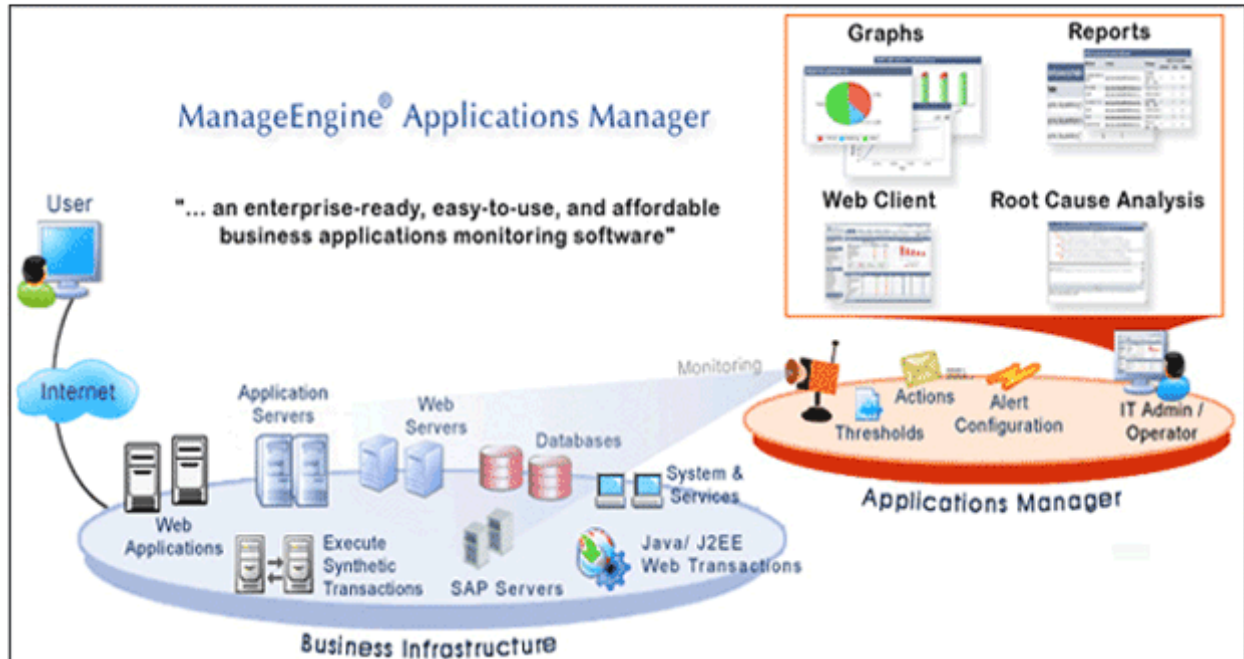 ManageEngine® Applications Manager
"... an enterprise-ready, easy-to-use, and affordable
business applications monitoring software"
Graphs
Reports
Web Client
Root Cause Analysis
User
Internet
Monitoring
Application
Servers
Web
Servers
Databases
System &
Services
Web
Applications
Execute
Synthetic
Transactions
SAP Servers
Java/ J2EE
Web Transactions
Business Infrastructure
Thresholds
Actions
Alert
Configuration
IT Admin /
Operator
Applications Manager